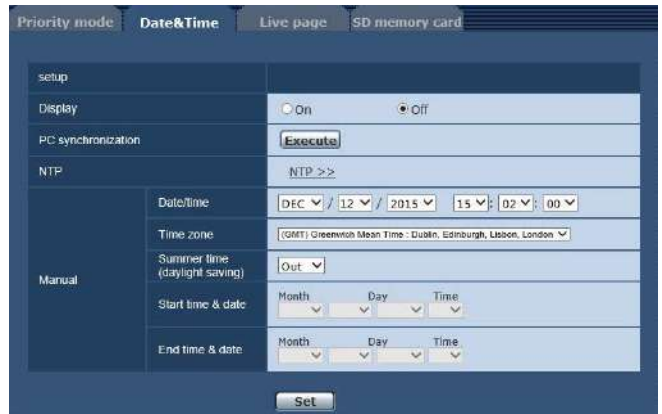 Priority mode Date&Time Live page SD memory card
setup
Display On Off
PC synchronization Execute
NTP NTP >>
Manual
Date/time DEC / 12 / 2015 15 : 02 : 00
Time zone (GMT) Greenwich Mean Time : Dublin, Edinburgh, Lisbon, London
Summer time
(daylight saving) Out
Start time & date Month Day Time
End time & date Month Day Time
Set